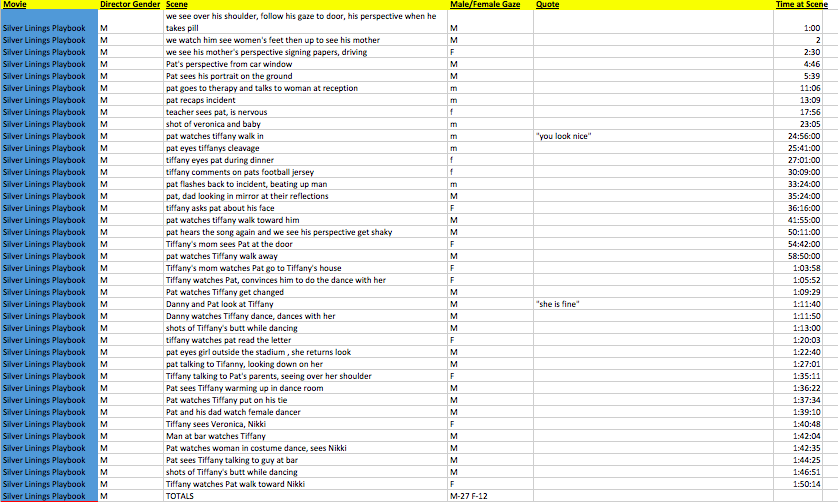 Movie Director Gender Scene Male/Female Gaze Quote Time at Scene
we see over his shoulder, follow his gaze to door, his perspective when he
Silver Linings Playbook M takes pill M 1:00
Silver Linings Playbook M we watch him see women's feet then up to see his mother M 2
Silver Linings Playbook M we see his mother's perspective signing papers, driving F 2:30
Silver Linings Playbook M Pat's perspective from car window M 4:46
Silver Linings Playbook M Pat sees his portrait on the ground M 5:39
Silver Linings Playbook M pat goes to therapy and talks to woman at reception m 11:06
Silver Linings Playbook M pat recaps incident m 13:09
Silver Linings Playbook M teacher sees pat, is nervous f 17:56
Silver Linings Playbook M shot of veronica and baby m 23:05
Silver Linings Playbook M pat watches tiffany walk in m "you look nice" 24:56:00
Silver Linings Playbook M pat eyes tiffanys cleavage m 25:41:00
Silver Linings Playbook M tiffany eyes pat during dinner f 27:01:00
Silver Linings Playbook M tiffany comments on pats football jersey f 30:09:00
Silver Linings Playbook M pat flashes back to incident, beating up man m 33:24:00
Silver Linings Playbook M pat, dad looking in mirror at their reflections M 35:24:00
Silver Linings Playbook M tiffany asks pat about his face F 36:16:00
Silver Linings Playbook M pat watches tiffany walk toward him M 41:55:00
Silver Linings Playbook M pat hears the song again and we see his perspective get shaky M 50:11:00
Silver Linings Playbook M Tiffany's mom sees Pat at the door F 54:42:00
Silver Linings Playbook M pat watches Tiffany walk away M 58:50:00
Silver Linings Playbook M Tiffany's mom watches Pat go to Tiffany's house F 1:03:58
Silver Linings Playbook M Tiffany watches Pat, convinces him to do the dance with her F 1:05:52
Silver Linings Playbook M Pat watches Tiffany get changed M 1:09:29
Silver Linings Playbook M Danny and Pat look at Tiffany M "she is fine" 1:11:40
Silver Linings Playbook M Danny watches Tiffany dance, dances with her M 1:11:50
Silver Linings Playbook M shots of Tiffany's butt while dancing M 1:13:00
Silver Linings Playbook M tiffany watches pat read the letter F 1:20:03
Silver Linings Playbook M pat eyes girl outside the stadium , she returns look M 1:22:40
Silver Linings Playbook M pat talking to Tifanny, looking down on her M 1:27:01
Silver Linings Playbook M Tiffany talking to Pat's parents, seeing over her shoulder F 1:35:11
Silver Linings Playbook M Pat sees Tiffany warming up in dance room M 1:36:22
Silver Linings Playbook M Pat watches Tiffany put on his tie M 1:37:34
Silver Linings Playbook M Pat and his dad watch female dancer M 1:39:10
Silver Linings Playbook M Tiffany sees Veronica, Nikki F 1:40:48
Silver Linings Playbook M Man at bar watches Tiffany M 1:42:04
Silver Linings Playbook M Pat watches woman in costume dance, sees Nikki M 1:42:35
Silver Linings Playbook M Pat sees Tiffany talking to guy at bar M 1:44:25
Silver Linings Playbook M shots of Tiffany's butt while dancing M 1:46:51
Silver Linings Playbook M Tiffany watches Pat walk toward Nikki F 1:50:14
Silver Linings Playbook M TOTALS M-27 F-12